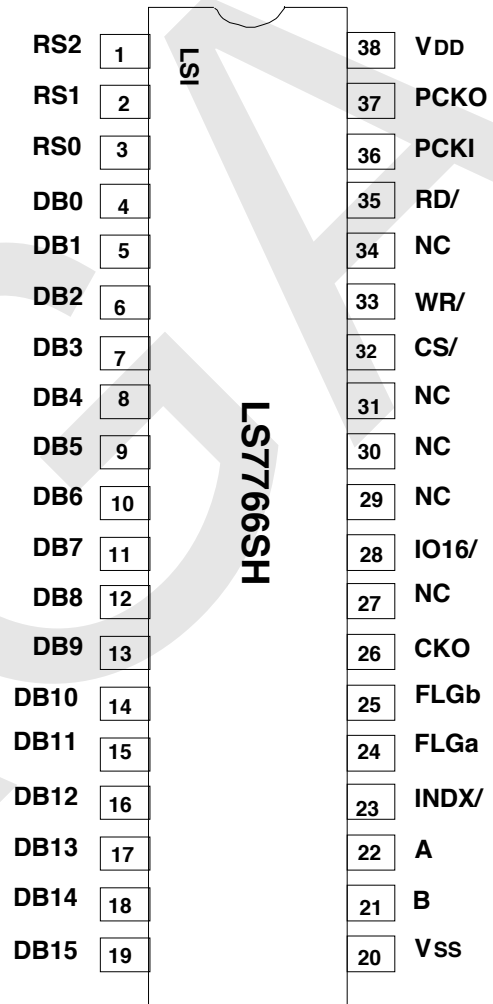 RS2 1 LSI 38 VDD
RS1 2 37 PCKO
RS0 3 36 PCKI
DB0 4 35 RD/
DB1 5 34 NC
DB2 6 33 WR/
DB3 7 32 CS/
DB4 8 31 NC
DB5 9 30 NC
DB6 10 29 NC
LS7766SH
DB7 11 28 IO16/
DB8 12 27 NC
DB9 13 26 CKO
DB10 14 25 FLGb
DB11 15 24 FLGa
DB12 16 23 INDX/
DB13 17 22 A
DB14 18 21 B
DB15 19 20 VSS